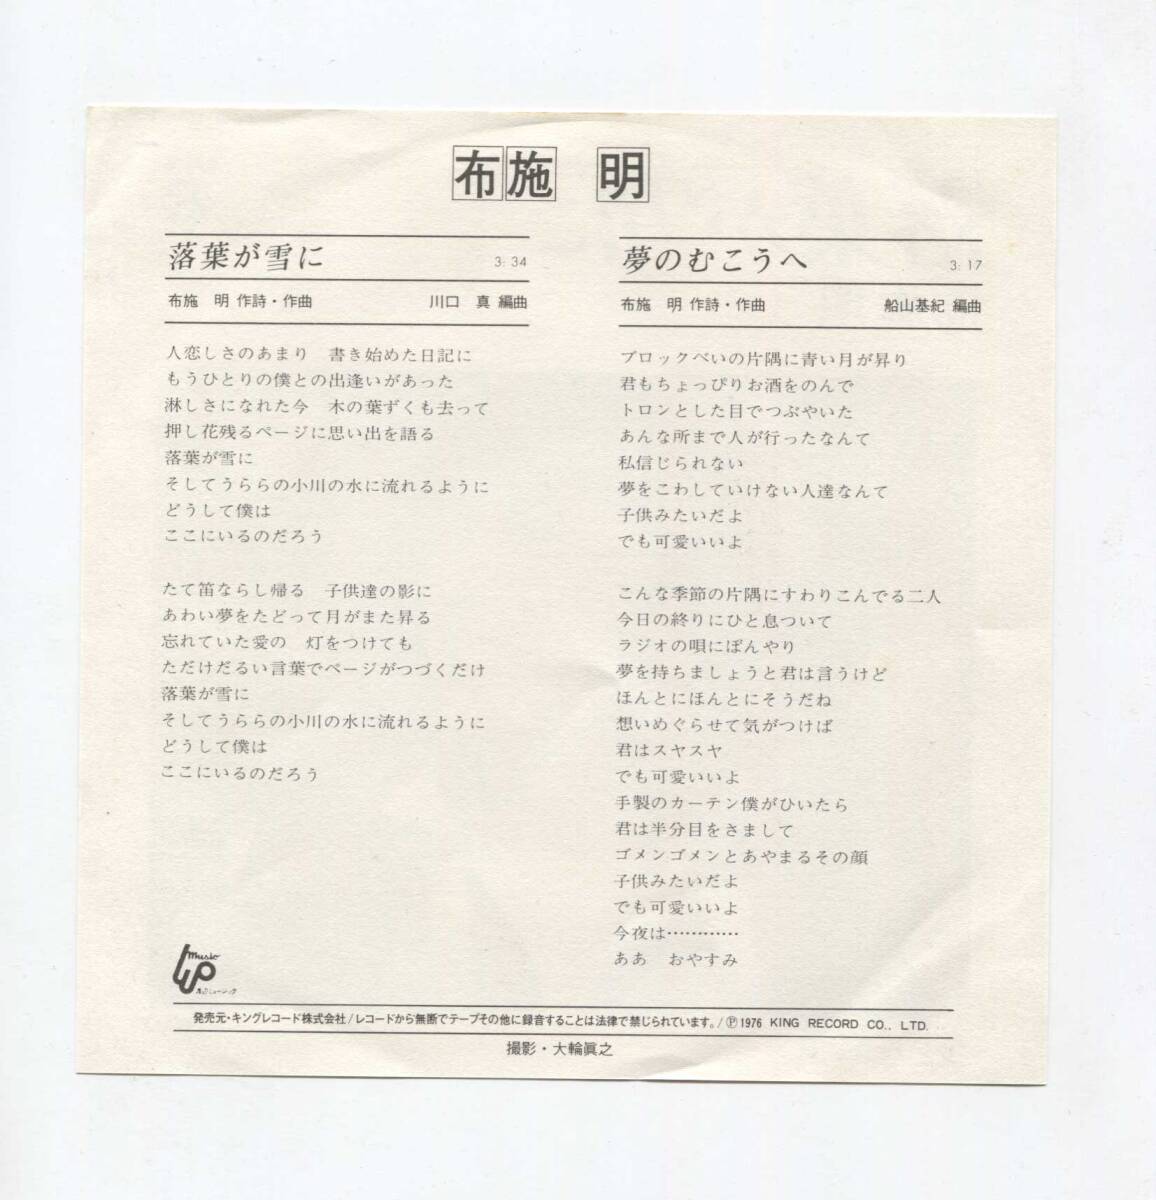 布施 明
落葉が雪に 3:34
布施 明 作詩・作曲 川口 真 編曲
人恋しさのあまり 書き始めた日記に
もうひとりの僕との出逢いがあった
淋しさになれた今 木の葉ずくも去って
押し花残るページに思い出を語る
落葉が雪に
そしてうららの小川の水に流れるように
どうして僕は
ここにいるのだろう
たて笛ならし帰る 子供達の影に
あわい夢をたどって月がまた昇る
忘れていた愛の 灯をつけても
ただけだるい言葉でページがつづくだけ
落葉が雪に
そしてうららの小川の水に流れるように
どうして僕は
ここにいるのだろう
夢のむこうへ 3:17
布施 明 作詩・作曲 船山基紀 編曲
ブロックべいの片隅に青い月が昇り
君もちょっぴりお酒をのんで
トロンとした目でつぶやいた
あんな所まで人が行ったなんて
私信じられない
夢をこわしていけない人達なんて
子供みたいだよ
でも可愛いいよ
こんな季節の片隅にすわりこんでる二人
今日の終りにひと息ついて
ラジオの唄にぼんやり
夢を持ちましょうと君は言うけど
ほんとにほんとにそうだね
想いめぐらせて気がつけば
君はスヤスヤ
でも可愛いいよ
手製のカーテン僕がひいたら
君は半分目をさまして
ゴメンゴメンとあやまるその顔
子供みたいだよ
でも可愛いいよ
今夜は…………
ああ おやすみ
music
発売元・キングレコード株式会社/レコードから無断でテープその他に録音することは法律で禁じられています。/Ⓟ1976 KING RECORD CO., LTD.
撮影・大輪眞之